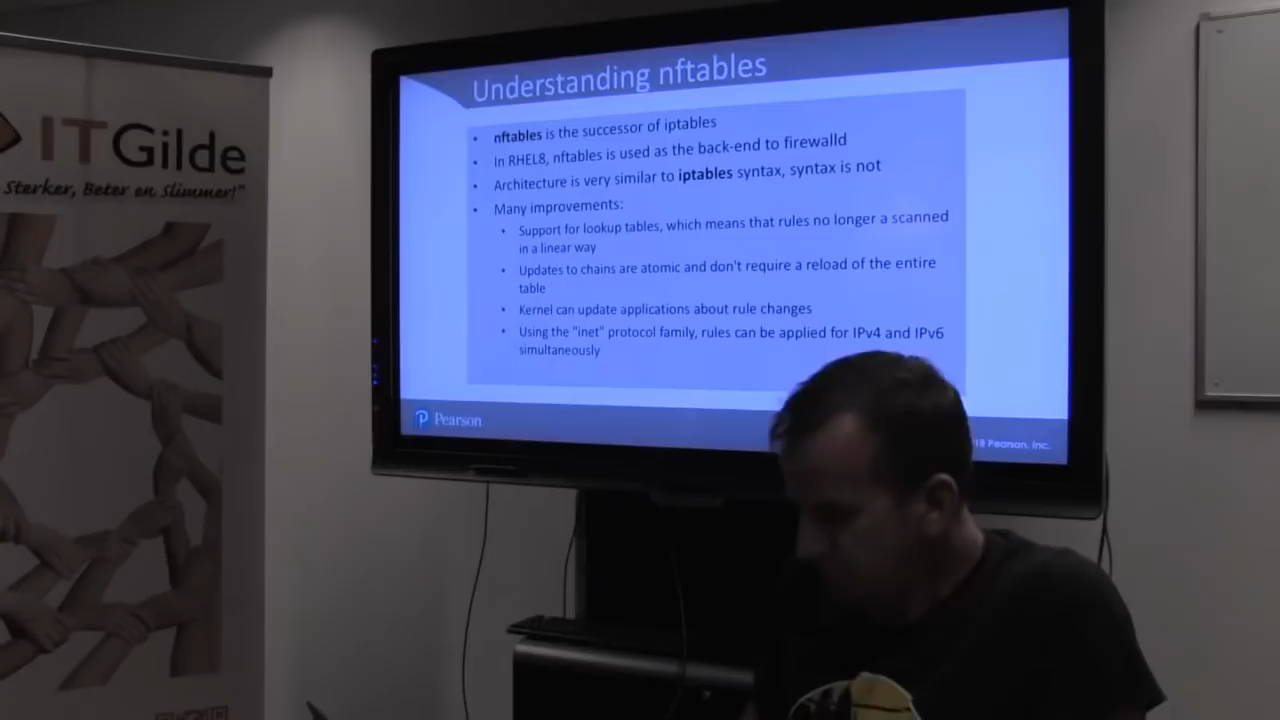 ITGilde
Sterker, Beter en Slimmer!"
Understanding nftables
• nftables is the successor of iptables
• In RHEL8, nftables is used as the back-end to firewalld
• Architecture is very similar to iptables syntax, syntax is not
• Many improvements:
• Support for lookup tables, which means that rules no longer a scanned
in a linear way
• Updates to chains are atomic and don't require a reload of the entire
table
• Kernel can update applications about rule changes
• Using the "inet" protocol family, rules can be applied for IPv4 and IPv6
simultaneously
Pearson
18 Pearson, Inc.